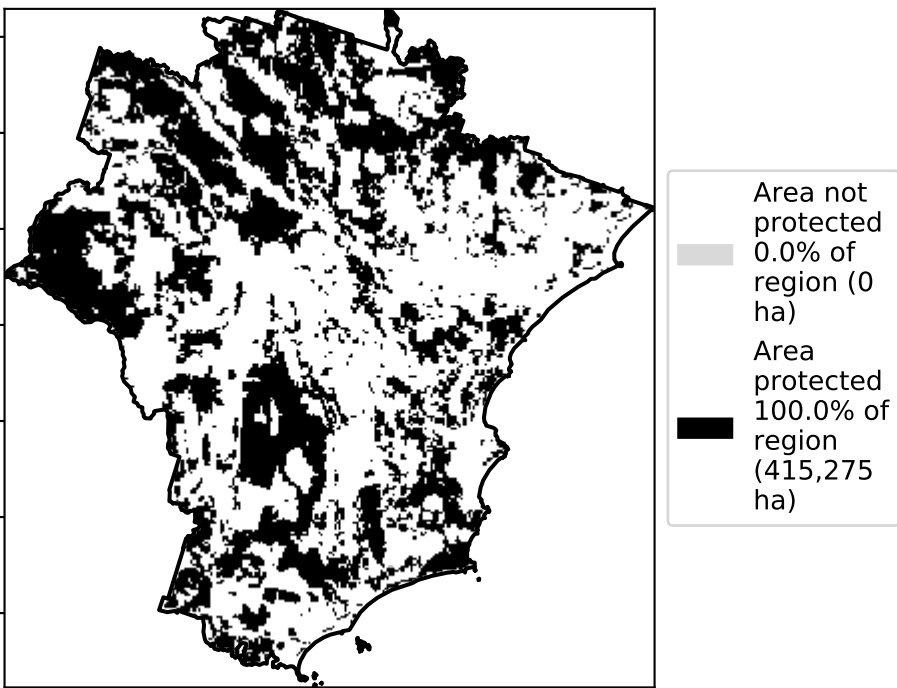 Area not
protected
0.0% of
region (0
ha)
Area
protected
100.0% of
region
(415,275
ha)